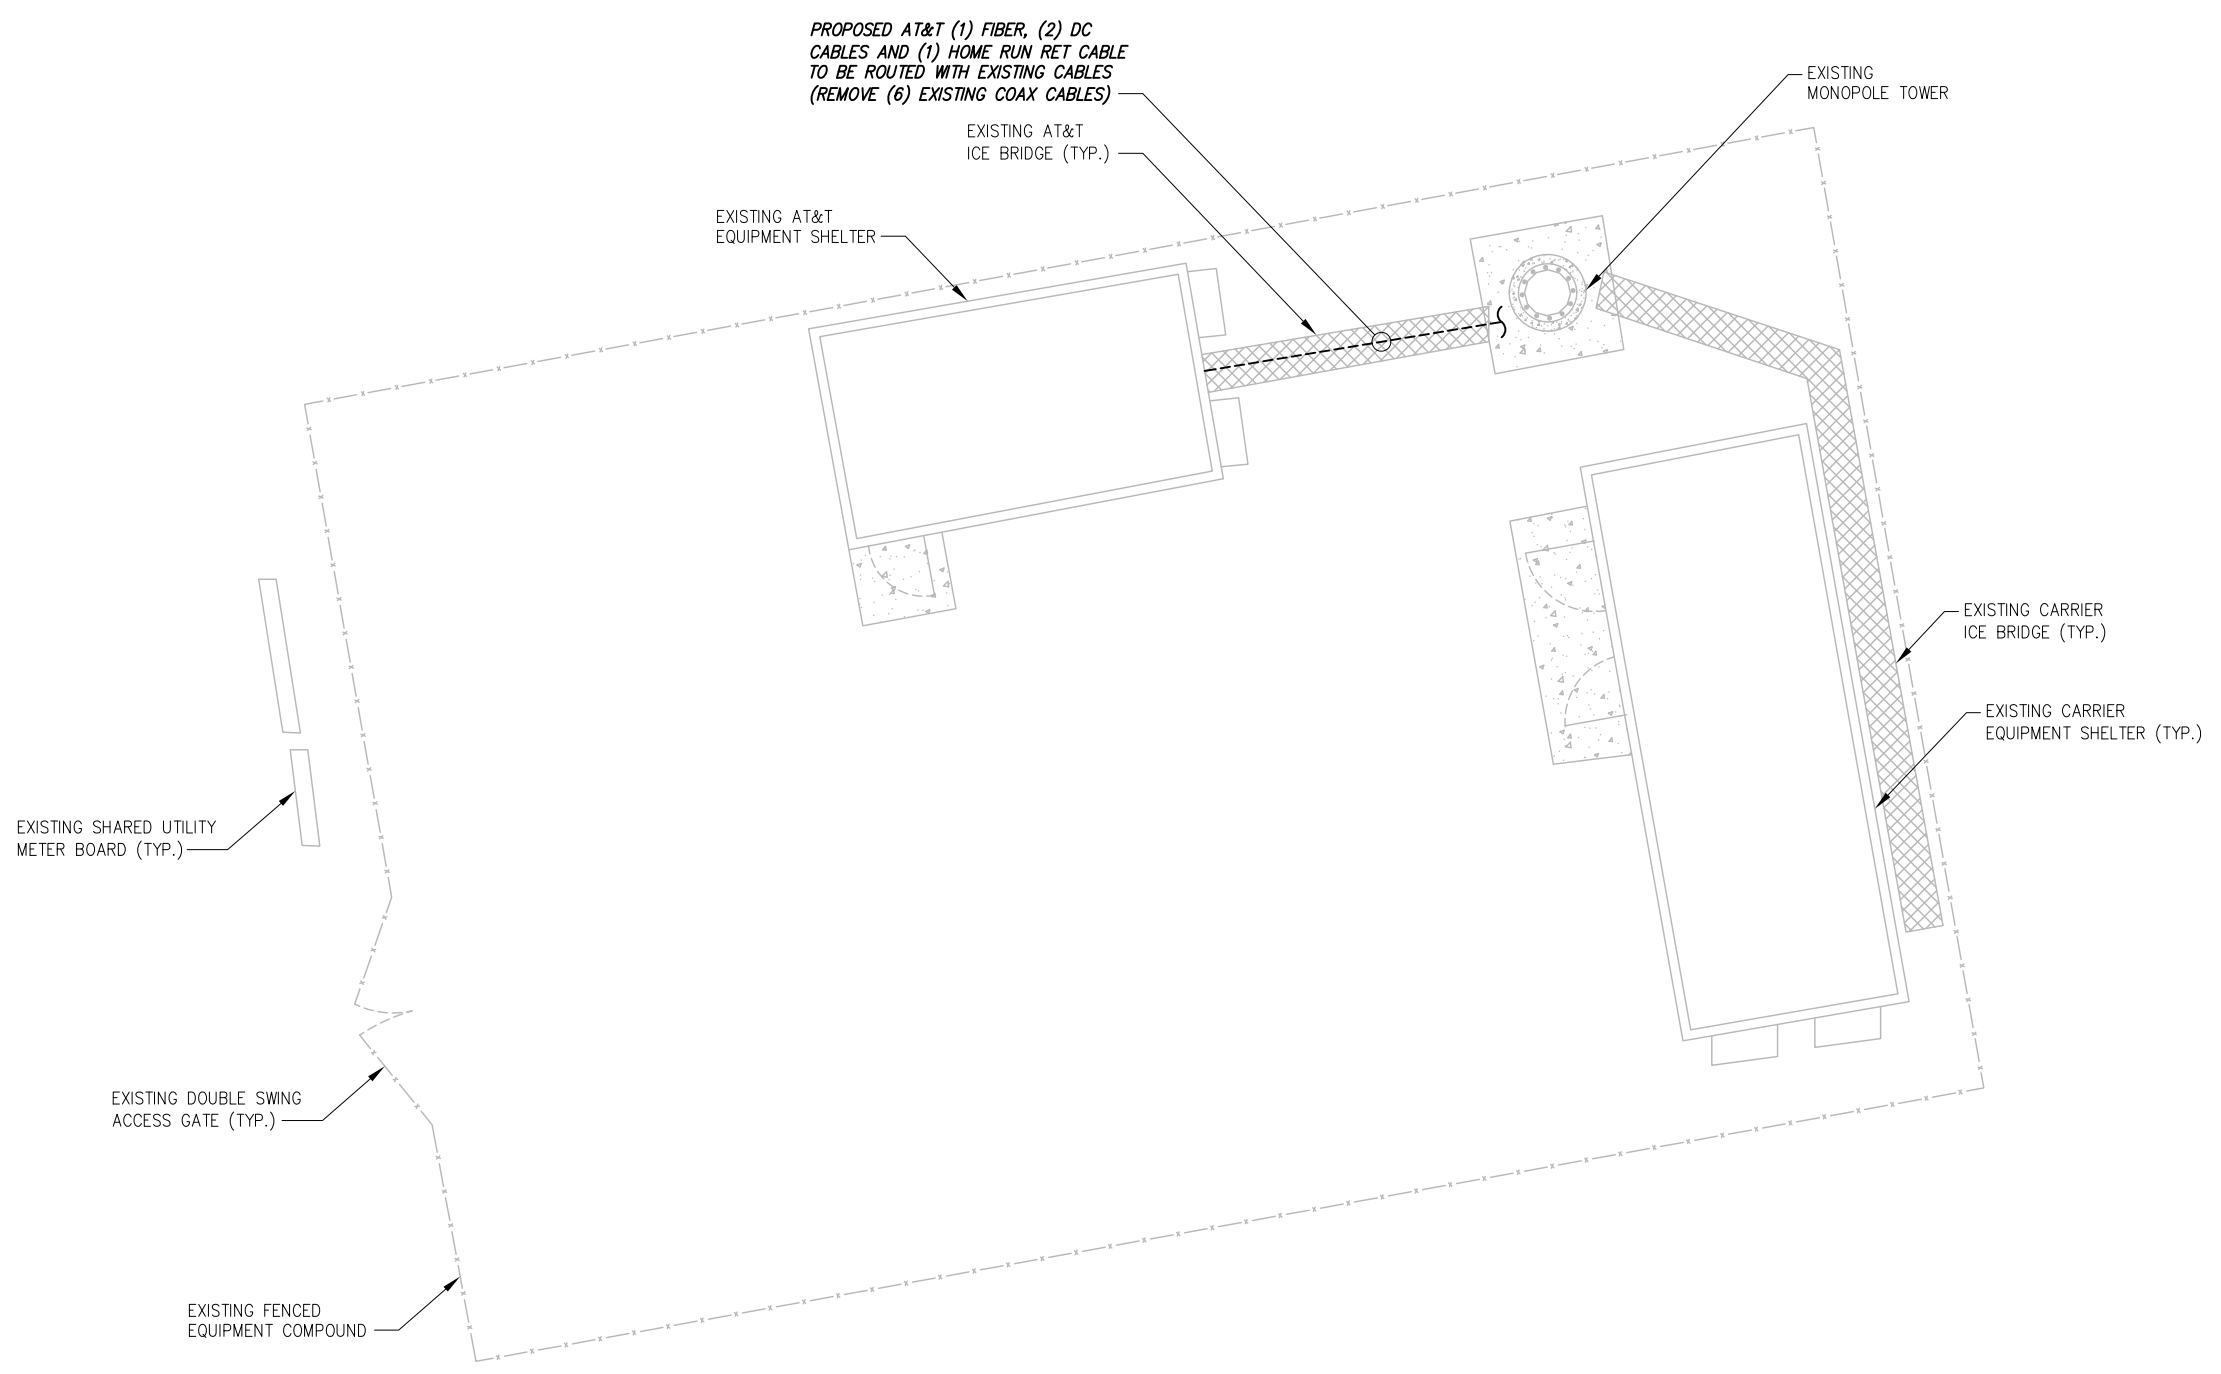 PROPOSED AT&T (1) FIBER, (2) DC
CABLES AND (1) HOME RUN RET CABLE
TO BE ROUTED WITH EXISTING CABLES
(REMOVE (6) EXISTING COAX CABLES)
EXISTING
MONOPOLE TOWER
EXISTING AT&T
ICE BRIDGE (TYP.)
EXISTING AT&T
EQUIPMENT SHELTER
EXISTING CARRIER
ICE BRIDGE (TYP.)
EXISTING CARRIER
EQUIPMENT SHELTER (TYP.)
EXISTING SHARED UTILITY
METER BOARD (TYP.)
EXISTING DOUBLE SWING
ACCESS GATE (TYP.)
EXISTING FENCED
EQUIPMENT COMPOUND